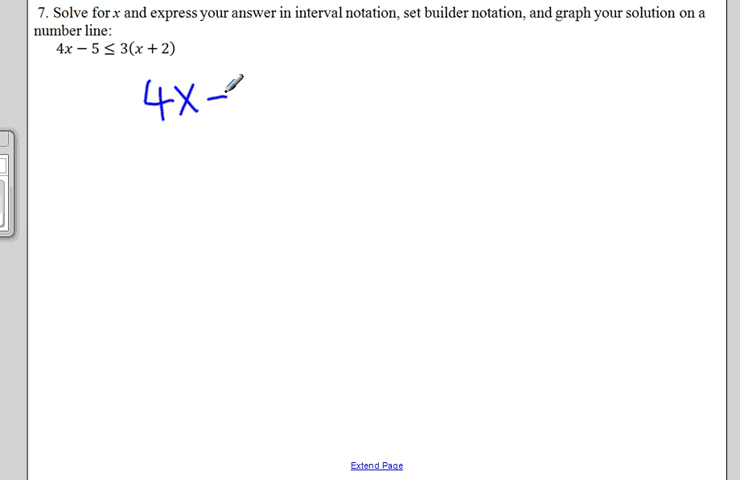 7. Solve for x and express your answer in interval notation, set builder notation, and graph your solution on a
number line:
4x − 5 ≤ 3(x + 2)
4x −
Extend Page